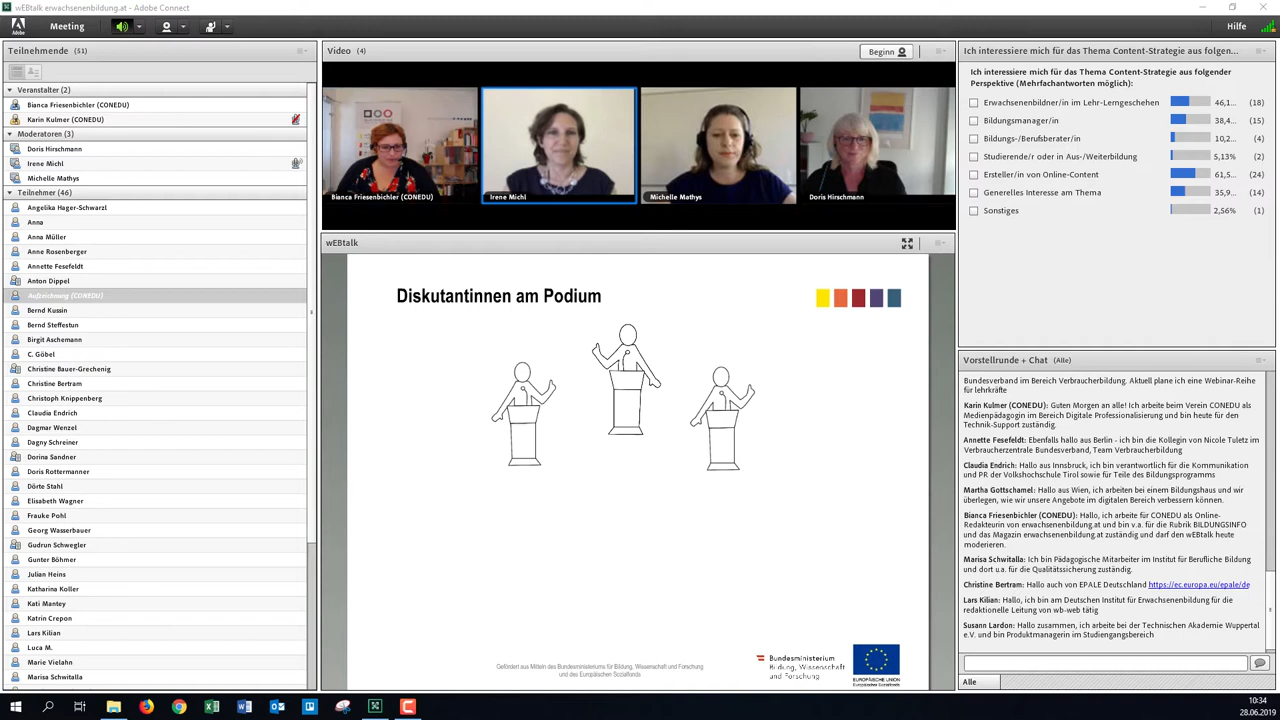 wEBtalk erwachsenenbildung.at - Adobe Connect
Adobe
Meeting
Hilfe
Teilnehmende (51)
Veranstalter (2)
Bianca Friesenbichler (CONEDU)
Karin Kulmer (CONEDU)
Moderatoren (3)
Doris Hirschmann
Irene Michl
Michelle Mathys
Teilnehmer (46)
Angelika Hager-Schwarzl
Anna
Anna Müller
Anne Rosenberger
Annette Fesefeldt
Anton Dippel
Aufzeichnung (CONEDU)
Bernd Kussin
Bernd Steffestun
Birgit Aschemann
C. Göbel
Christine Bauer-Grechenig
Christine Bertram
Christoph Knippenberg
Claudia Endrich
Dagmar Wenzel
Dagny Schreiner
Dorina Sandner
Doris Rottermanner
Dörte Stahl
Elisabeth Wagner
Frauke Pohl
Georg Wasserbauer
Gudrun Schwegler
Gunter Böhmer
Julian Heins
Katharina Koller
Kati Mantey
Katrin Crepon
Lars Kilian
Luca M.
Marie Vielahn
Marisa Schwitalla
Video (4)
Beginn
Bianca Friesenbichler (CONEDU)
Irene Michl
Michelle Mathys
Doris Hirschmann
wEBtalk
Diskutantinnen am Podium
Gefördert aus Mitteln des Bundesministeriums für Bildung, Wissenschaft und Forschung
und des Europäischen Sozialfonds
Bundesministerium
Bildung, Wissenschaft
und Forschung
EUROPÄISCHE UNION
Europäischer Sozialfonds
Ich interessiere mich für das Thema Content-Strategie aus folgen...
Ich interessiere mich für das Thema Content-Strategie aus folgender
Perspektive (Mehrfachantworten möglich):
Erwachsenenbildner/in im Lehr-Lerngeschehen 46,1... (18)
Bildungsmanager/in 38,4... (15)
Bildungs-/Berufsberater/in 10,2... (4)
Studierende/r oder in Aus-/Weiterbildung 5,13% (2)
Ersteller/in von Online-Content 61,5... (24)
Generelles Interesse am Thema 35,9... (14)
Sonstiges 2,56% (1)
Vorstellrunde + Chat (Alle)
Bundesverband im Bereich Verbraucherbildung. Aktuell plane ich eine Webinar-Reihe
für lehrkräfte
Karin Kulmer (CONEDU): Guten Morgen an alle! Ich arbeite beim Verein CONEDU als
Medienpädagogin im Bereich Digitale Professionalisierung und bin heute für den
Technik-Support zuständig.
Annette Fesefeldt: Ebenfalls hallo aus Berlin - ich bin die Kollegin von Nicole Tuletz im
Verbraucherzentrale Bundesverband, Team Verbraucherbildung
Claudia Endrich: Hallo aus Innsbruck, ich bin verantwortlich für die Kommunikation
und PR der Volkshochschule Tirol sowie für Teile des Bildungsprogramms
Martha Gottschamel: Hallo aus Wien, ich arbeiten bei einem Bildungshaus und wir
überlegen, wie wir unsere Angebote im digitalen Bereich verbessern können.
Bianca Friesenbichler (CONEDU): Hallo, ich arbeite für CONEDU als Online-
Redakteurin von erwachsenenbildung.at und bin v.a. für die Rubrik BILDUNGSINFO
und das Magazin erwachsenenbildung.at zuständig und darf den wEBtalk heute
moderieren.
Marisa Schwitalla: Ich bin Pädagogische Mitarbeiter im Institut für Berufliche Bildung
und dort u.a. für die Qualitätssicherung zuständig.
Christine Bertram: Hallo auch von EPALE Deutschland https://ec.europa.eu/epale/de
Lars Kilian: Hallo, ich bin am Deutschen Institut für Erwachsenenbildung für die
redaktionelle Leitung von wb-web tätig
Susann Lardon: Hallo zusammen, ich arbeite bei der Technischen Akademie Wuppertal
e.V. und bin Produktmanagerin im Studiengangsbereich
Alle
10:34
28.06.2019